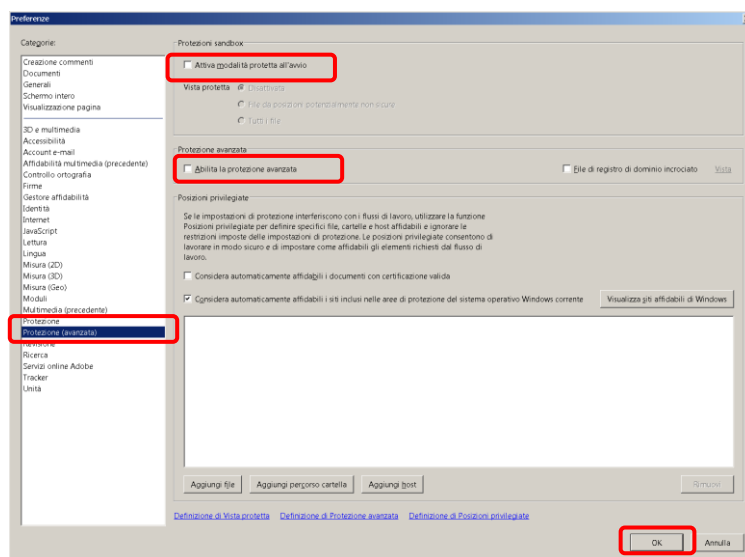 Preferenze
Categorie:
Creazione commenti
Documenti
Generali
Schermo intero
Visualizzazione pagina
3D e multimedia
Accessibilità
Account e-mail
Affidabilità multimedia (precedente)
Controllo ortografia
Firme
Gestore affidabilità
Identità
Internet
JavaScript
Lettura
Lingua
Misura (2D)
Misura (3D)
Misura (Geo)
Moduli
Multimedia (precedente)
Protezione
Protezione (avanzata)
Revisione
Ricerca
Servizi online Adobe
Tracker
Unità
Protezioni sandbox
Attiva modalità protetta all'avvio
Vista protetta
Disattivata
File da posizioni potenzialmente non sicure
Tutti i file
Protezione avanzata
Abilita la protezione avanzata
File di registro di dominio incrociato
Vista
Posizioni privilegiate
Se le impostazioni di protezione interferiscono con i flussi di lavoro, utilizzare la funzione
Posizioni privilegiate per definire specifici file, cartelle e host affidabili e ignorare le
restrizioni imposte delle impostazioni di protezione. Le posizioni privilegiate consentono di
lavorare in modo sicuro e di impostare come affidabili gli elementi richiesti dal flusso di
lavoro.
Considera automaticamente affidabili i documenti con certificazione valida
Considera automaticamente affidabili i siti inclusi nelle aree di protezione del sistema operativo Windows corrente
Visualizza siti affidabili di Windows
Aggiungi file
Aggiungi percorso cartella
Aggiungi host
Rimuovi
Definizione di Vista protetta
Definizione di Protezione avanzata
Definizione di Posizioni privilegiate
OK
Annulla